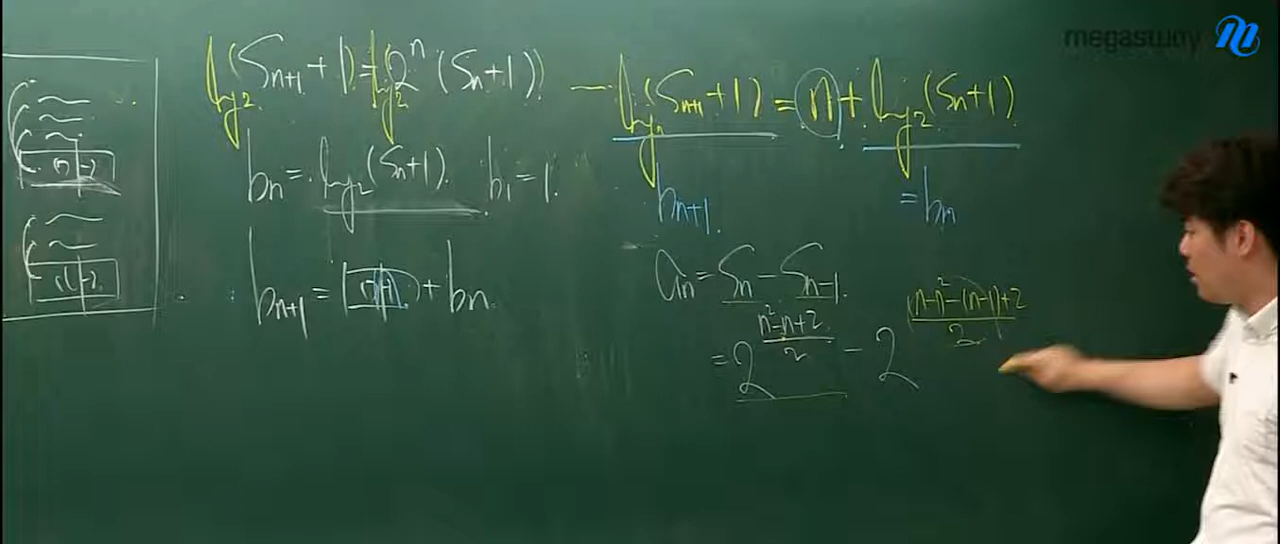 megastudy M
log₂(Sₙ₊₁+1)=log₂(2ⁿ(Sₙ+1))
log₂(Sₙ₊₁+1)=n+log₂(Sₙ+1)
bₙ=log₂(Sₙ+1). b₁=1.
bₙ₊₁
=bₙ
bₙ₊₁=n+bₙ
aₙ=Sₙ-Sₙ₋₁.
=2^((n²-n+2)/2)-2^(((n-1)²-(n-1)+2)/2)